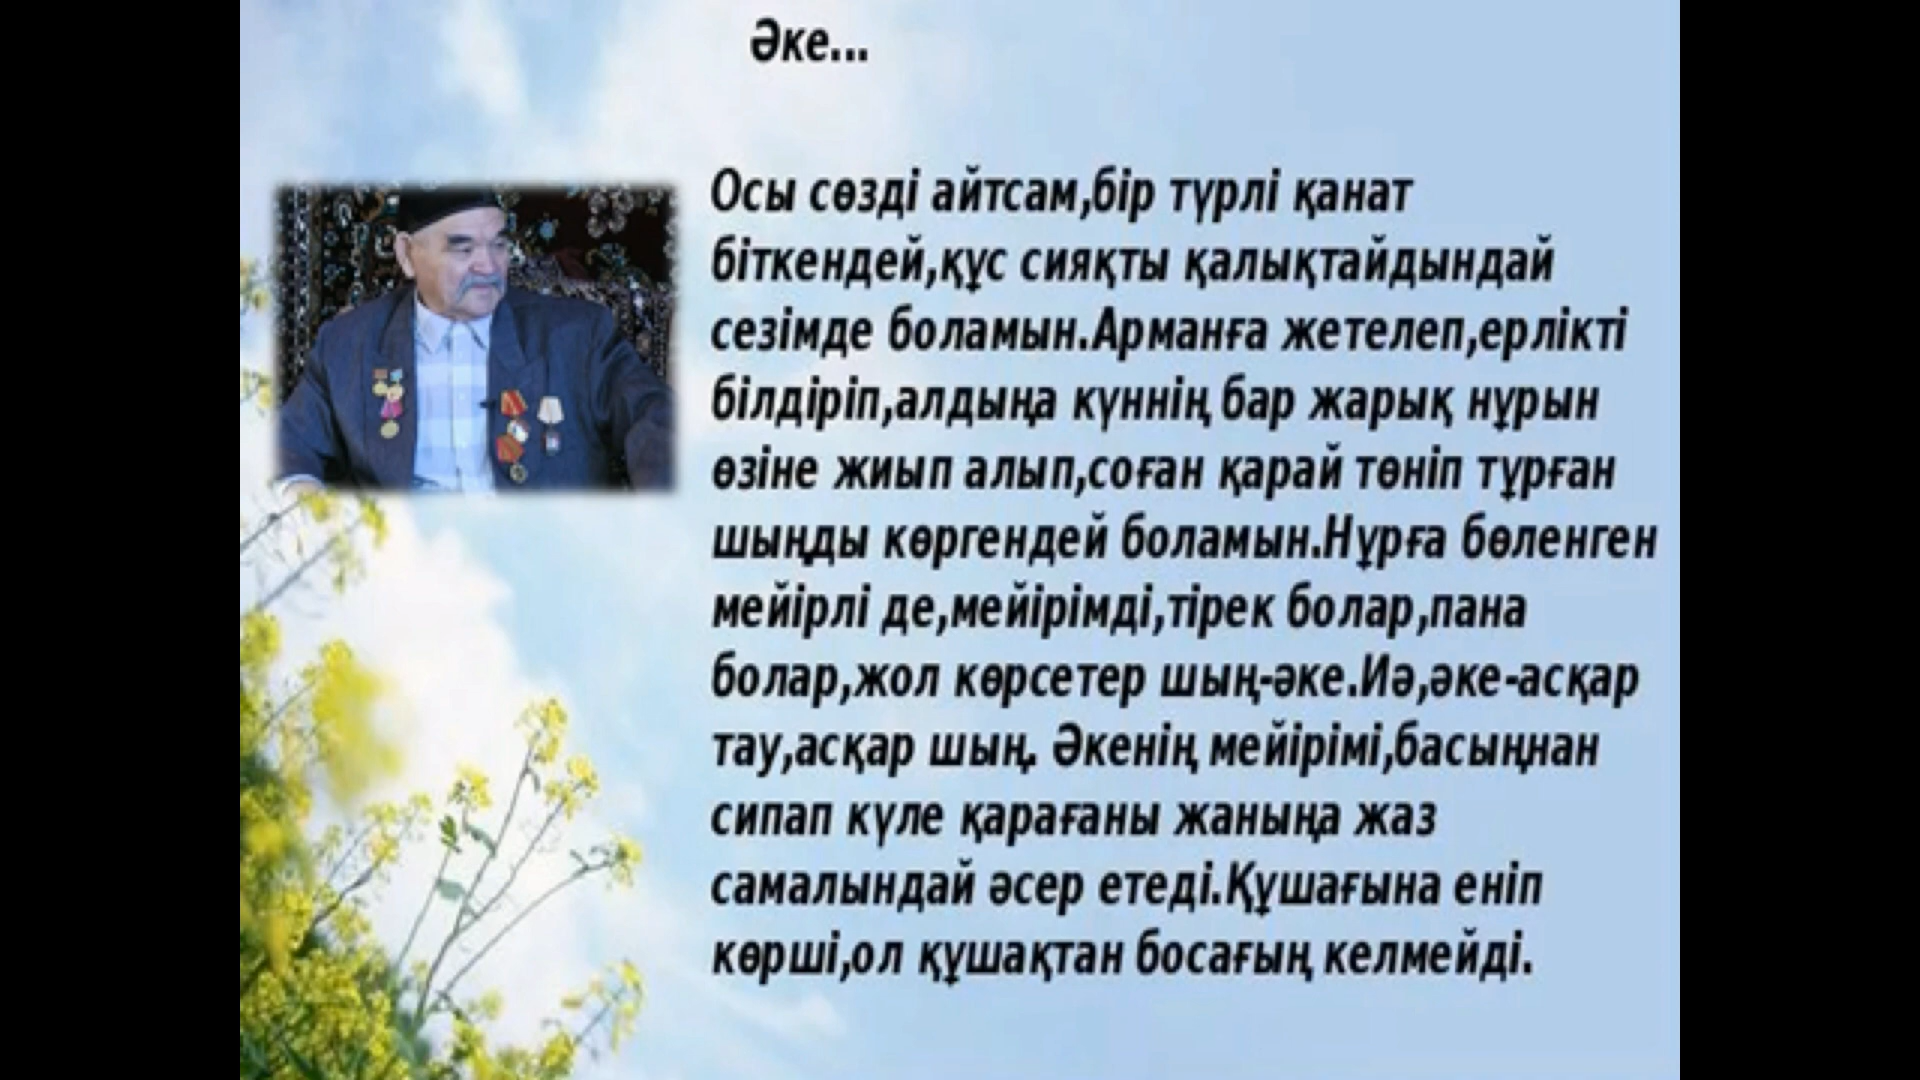 Әке...
Осы сөзді айтсам,бір түрлі қанат
біткендей,құс сияқты қалықтайдындай
сезімде боламын.Арманға жетелеп,ерлікті
білдіріп,алдыңа күннің бар жарық нұрын
өзіне жиып алып,соған қарай төніп тұрған
шыңды көргендей боламын.Нұрға бөленген
мейірлі де,мейірімді,тірек болар,пана
болар,жол көрсетер шың-әке.Иә,әке-асқар
тау,асқар шың. Әкенің мейірімі,басыңнан
сипап күле қарағаны жаныңа жаз
самалындай әсер етеді.Құшағына еніп
көрші,ол құшақтан босағың келмейді.